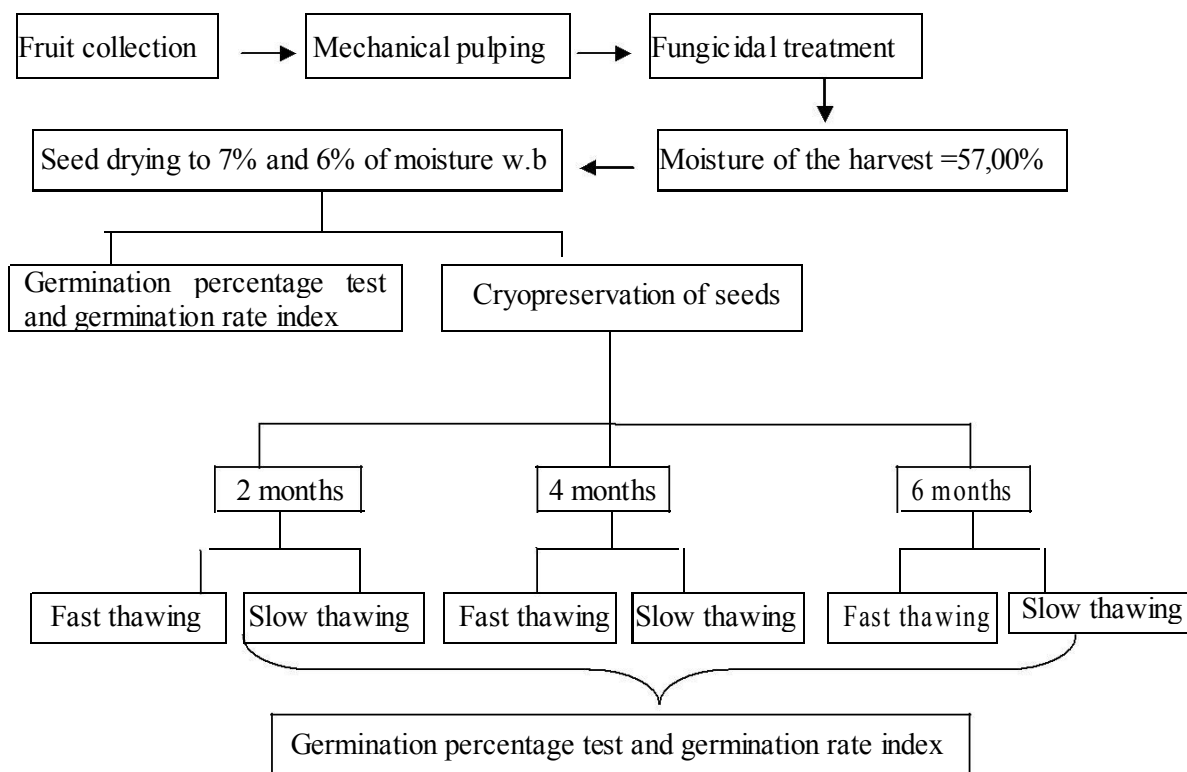 Fruit collection
Mechanical pulping
Fungicidal treatment
Seed drying to 7% and 6% of moisture w.b
Moisture of the harvest =57,00%
Germination percentage test
and germination rate index
Cryopreservation of seeds
2 months
4 months
6 months
Fast thawing
Slow thawing
Fast thawing
Slow thawing
Fast thawing
Slow thawing
Germination percentage test and germination rate index